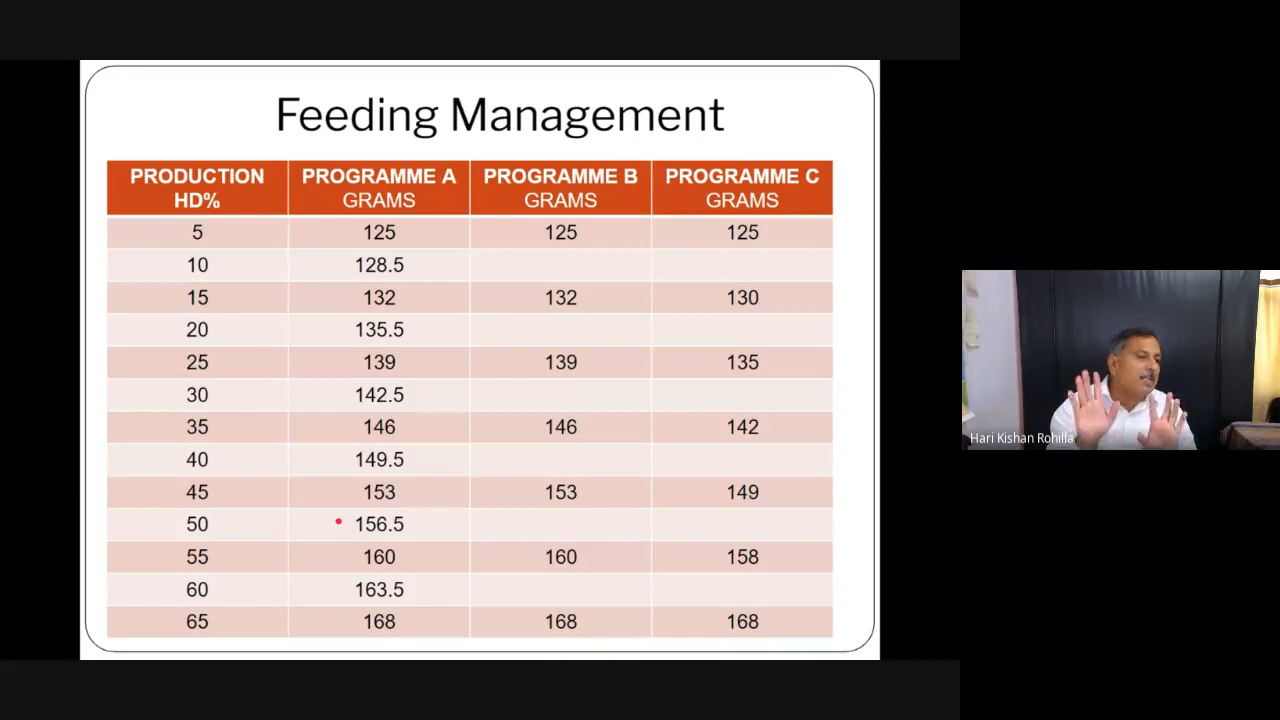 Feeding Management
PRODUCTION HD% PROGRAMME A GRAMS PROGRAMME B GRAMS PROGRAMME C GRAMS
5 125 125 125
10 128.5
15 132 132 130
20 135.5
25 139 139 135
30 142.5
35 146 146 142
40 149.5
45 153 153 149
50 156.5
55 160 160 158
60 163.5
65 168 168 168
Hari Kishan Rohilla